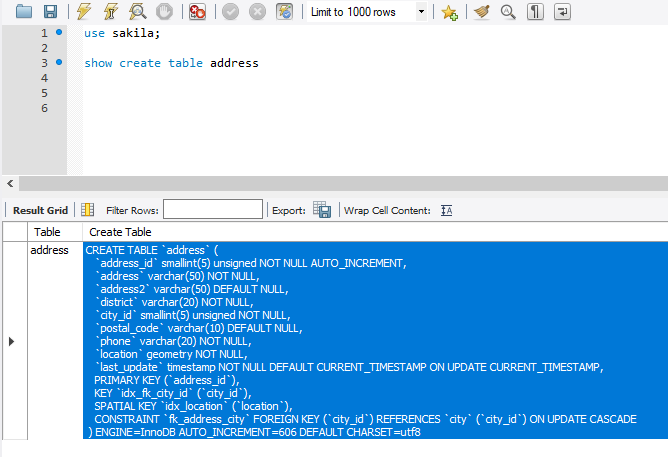 Limit to 1000 rows
1 use sakila;
2
3 show create table address
4
5
6
Result Grid Filter Rows: Export: Wrap Cell Content:
Table Create Table
address CREATE TABLE `address` (
`address_id` smallint(5) unsigned NOT NULL AUTO_INCREMENT,
`address` varchar(50) NOT NULL,
`address2` varchar(50) DEFAULT NULL,
`district` varchar(20) NOT NULL,
`city_id` smallint(5) unsigned NOT NULL,
`postal_code` varchar(10) DEFAULT NULL,
`phone` varchar(20) NOT NULL,
`location` geometry NOT NULL,
`last_update` timestamp NOT NULL DEFAULT CURRENT_TIMESTAMP ON UPDATE CURRENT_TIMESTAMP,
PRIMARY KEY (`address_id`),
KEY `idx_fk_city_id` (`city_id`),
SPATIAL KEY `idx_location` (`location`),
CONSTRAINT `fk_address_city` FOREIGN KEY (`city_id`) REFERENCES `city` (`city_id`) ON UPDATE CASCADE
) ENGINE=InnoDB AUTO_INCREMENT=606 DEFAULT CHARSET=utf8